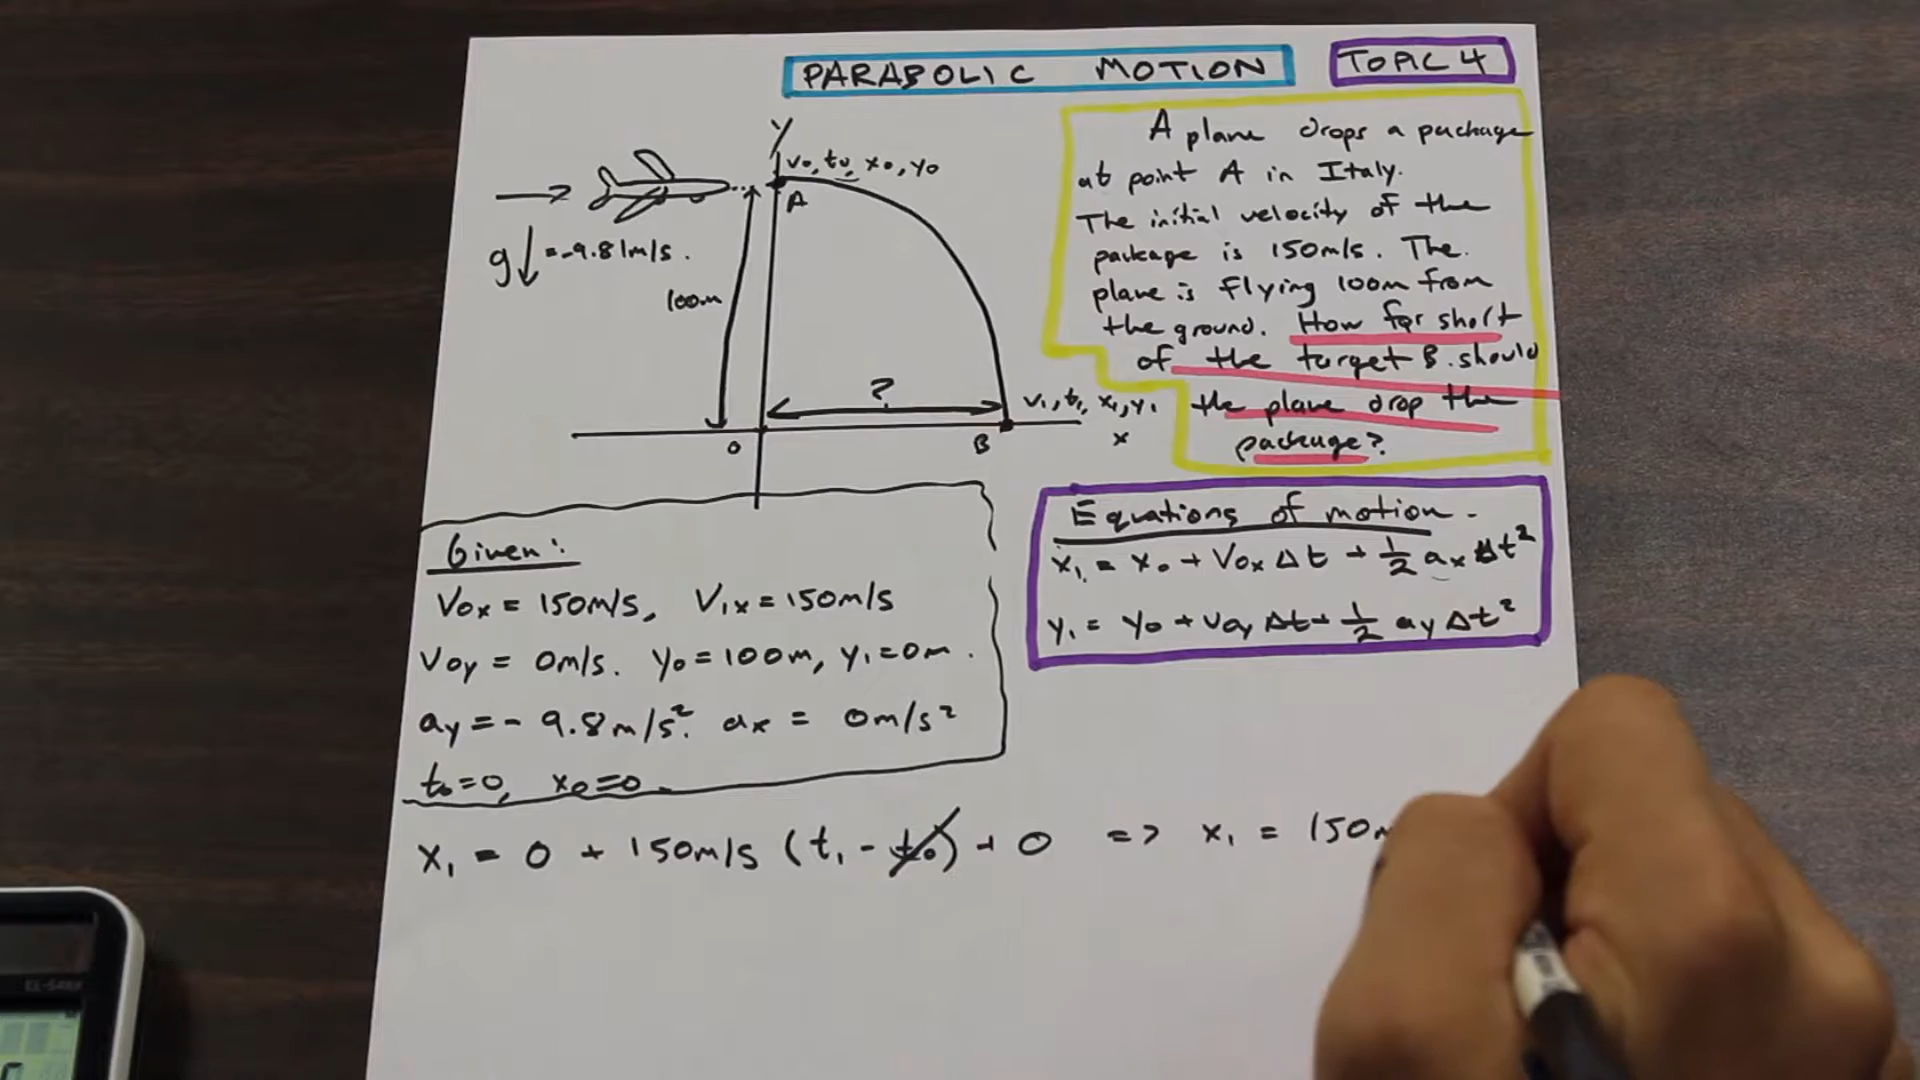 PARABOLIC MOTION
TOPIC 4
A plane drops a package
at point A in Italy.
The initial velocity of the
package is 150m/s. The
plane is flying 100m from
the ground. How far short
of the target B should
the plane drop the
package?
Y
V₀, t₀, x₀, y₀
A
g↓ = -9.81m/s.
100m
?
V₁, t₁, x₁, y₁
x
O
B
Equations of motion -
x₁ = x₀ + V₀ₓ Δt + 1/2 aₓ Δt²
y₁ = y₀ + v₀y Δt + 1/2 ay Δt²
Given:
V₀ₓ = 150m/s, V₁ₓ = 150m/s
V₀y = 0m/s. y₀ = 100m, y₁ = 0m.
ay = - 9.8m/s². aₓ = 0m/s²
t₀=0, x₀=0
x₁ = 0 + 150m/s (t₁ - t₀) + 0 => x₁ = 150m